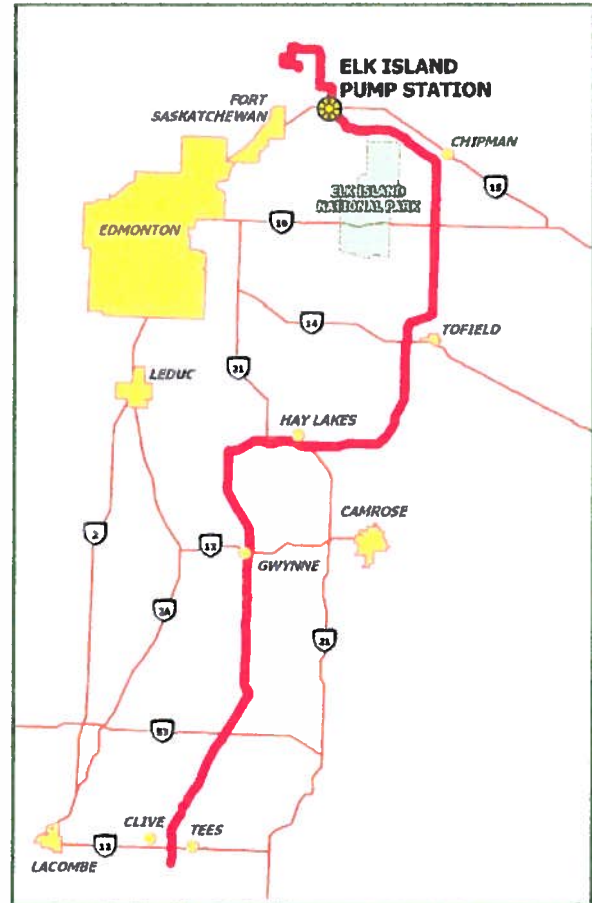 ELK ISLAND
PUMP STATION
FORT
SASKATCHEWAN
CHIPMAN
15
ELK ISLAND
NATIONAL PARK
EDMONTON
16
14
TOFIELD
LEDUC
21
HAY LAKES
CAMROSE
2
13
GWYNNE
2A
21
53
CLIVE
TEES
12
LACOMBE